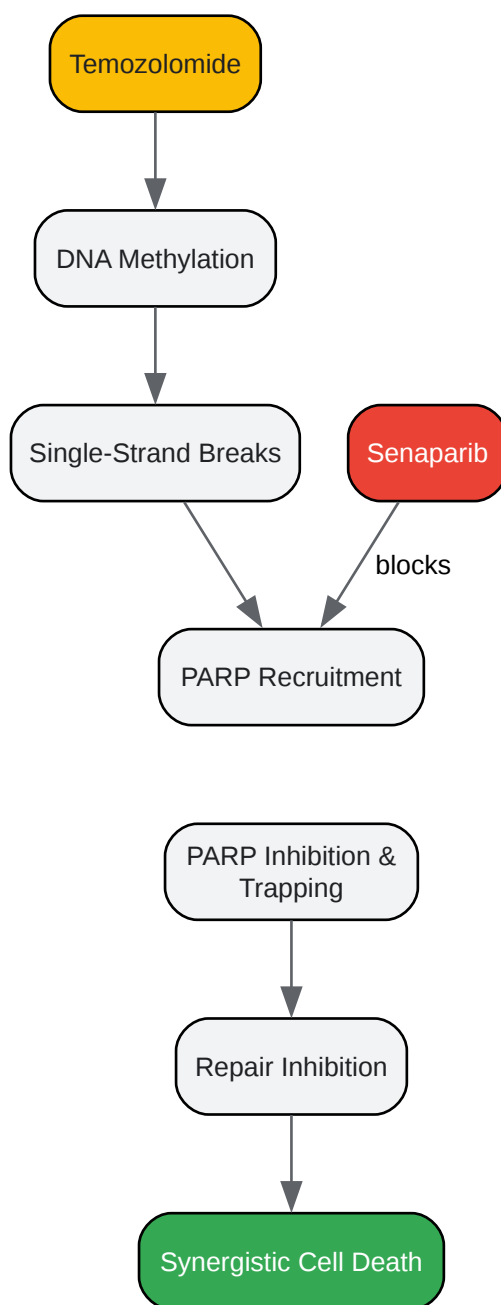 Temozolomide
DNA Methylation
Single-Strand Breaks
Senaparib
blocks
PARP Recruitment
PARP Inhibition &
Trapping
Repair Inhibition
Synergistic Cell Death